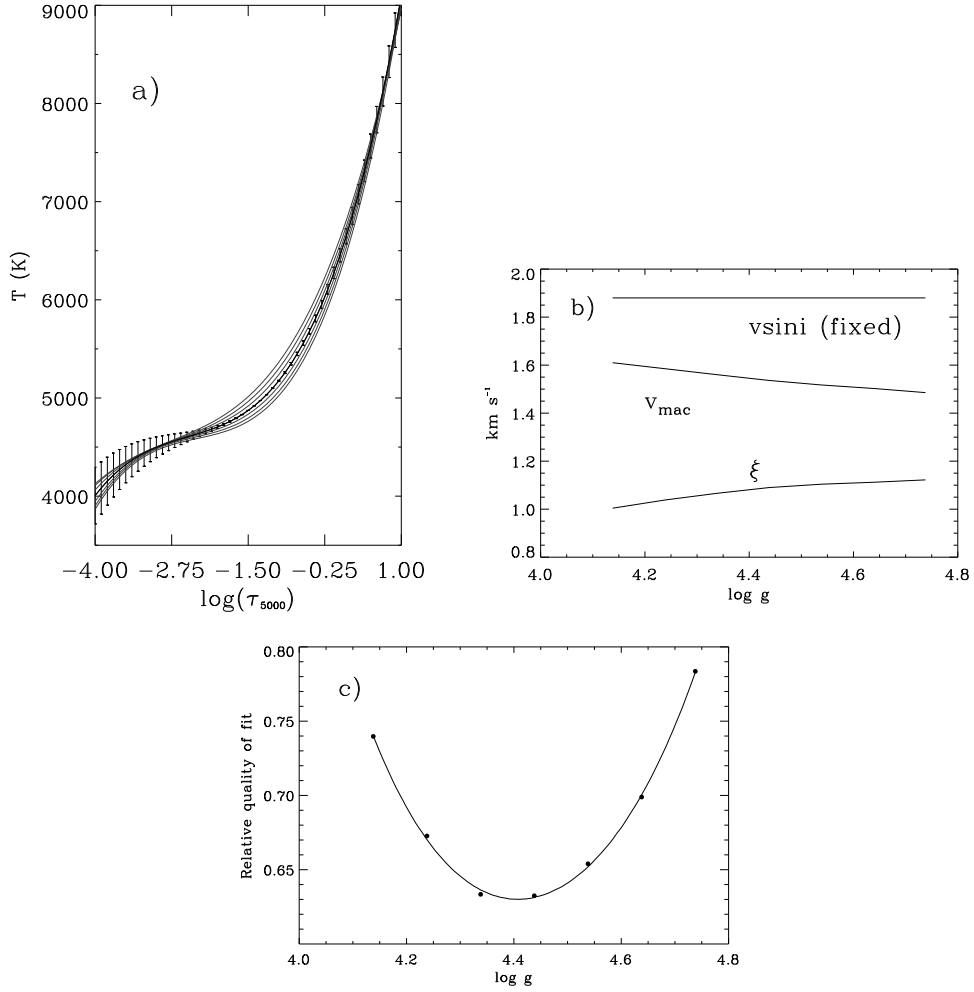 a)
9000
8000
7000
6000
5000
4000
T (K)
−4.00 −2.75 −1.50 −0.25 1.00
log(τ5000)
b)
2.0
1.8
1.6
1.4
1.2
1.0
0.8
km s-1
vsini (fixed)
Vmac
ξ
4.0 4.2 4.4 4.6 4.8
log g
c)
0.80
0.75
0.70
0.65
Relative quality of fit
4.0 4.2 4.4 4.6 4.8
log g